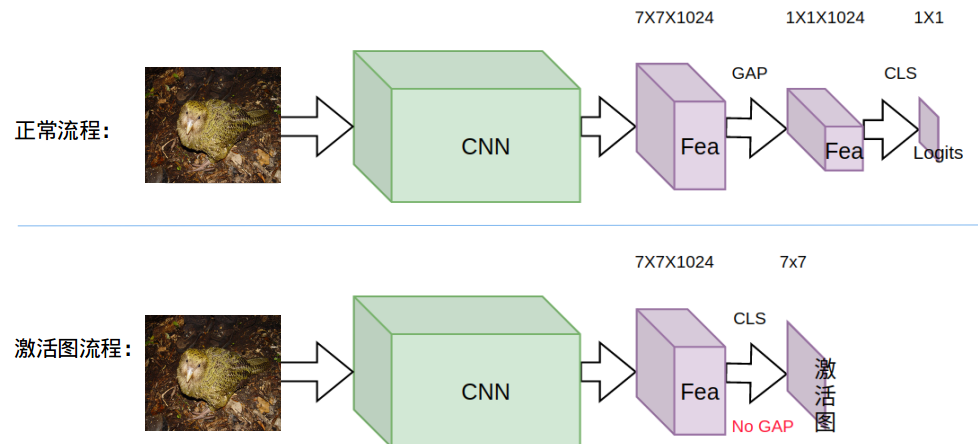 7X7X1024 1X1X1024 1X1
GAP CLS
正常流程：
CNN Fea Fea Logits
7X7X1024 7x7
CLS
激活图流程：
CNN Fea 激活图
No GAP